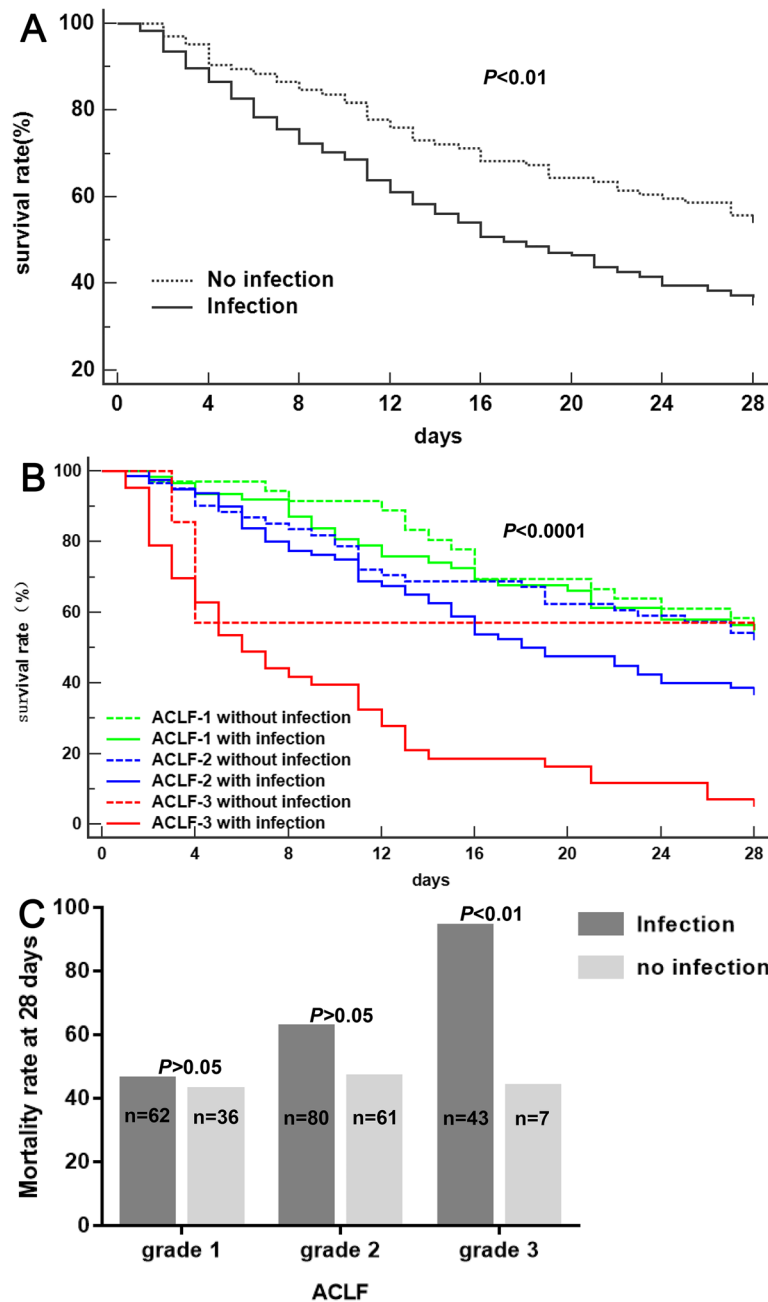 A
100
80
60
40
20
survival rate(%)
P<0.01
No infection
Infection
0 4 8 12 16 20 24 28
days
B
100
80
60
40
20
0
survival rate (%)
P<0.0001
ACLF-1 without infection
ACLF-1 with infection
ACLF-2 without infection
ACLF-2 with infection
ACLF-3 without infection
ACLF-3 with infection
0 4 8 12 16 20 24 28
days
C
100
80
60
40
20
0
Mortality rate at 28 days
P<0.01
P>0.05
P>0.05
Infection
no infection
n=62 n=36 n=80 n=61 n=43 n=7
grade 1 grade 2 grade 3
ACLF